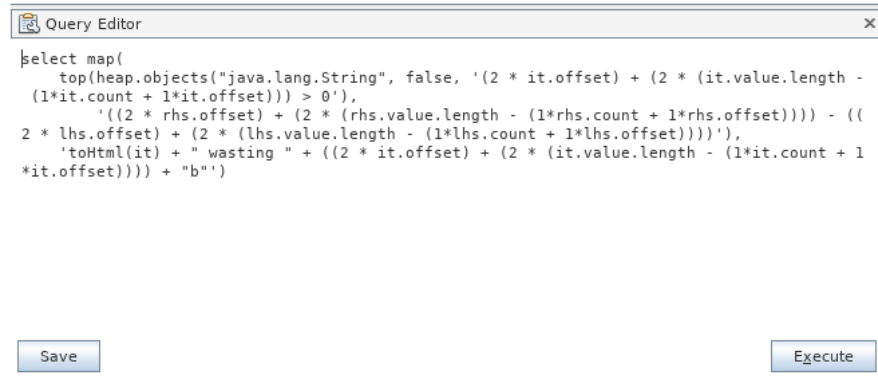 Query Editor
select map(
    top(heap.objects("java.lang.String", false, '(2 * it.offset) + (2 * (it.value.length -
 (1*it.count + 1*it.offset))) > 0'),
        '((2 * rhs.offset) + (2 * (rhs.value.length - (1*rhs.count + 1*rhs.offset)))) - ((
2 * lhs.offset) + (2 * (lhs.value.length - (1*lhs.count + 1*lhs.offset))))'),
    'toHtml(it) + " wasting " + ((2 * it.offset) + (2 * (it.value.length - (1*it.count + 1
*it.offset)))) + "b"')
Save
Execute